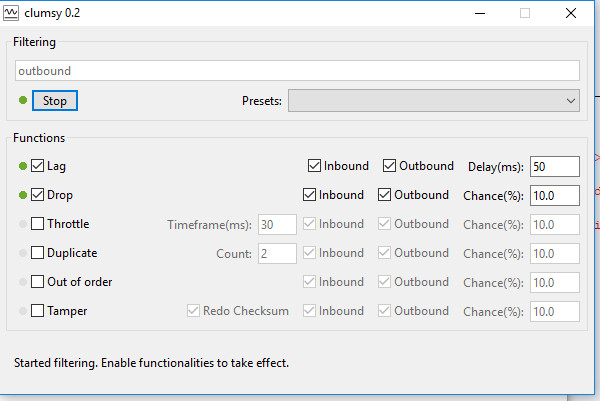 clumsy 0.2
Filtering
outbound
Stop Presets:
Functions
Lag Inbound Outbound Delay(ms): 50
Drop Inbound Outbound Chance(%): 10.0
Throttle Timeframe(ms): 30 Inbound Outbound Chance(%): 10.0
Duplicate Count: 2 Inbound Outbound Chance(%): 10.0
Out of order Inbound Outbound Chance(%): 10.0
Tamper Redo Checksum Inbound Outbound Chance(%): 10.0
Started filtering. Enable functionalities to take effect.